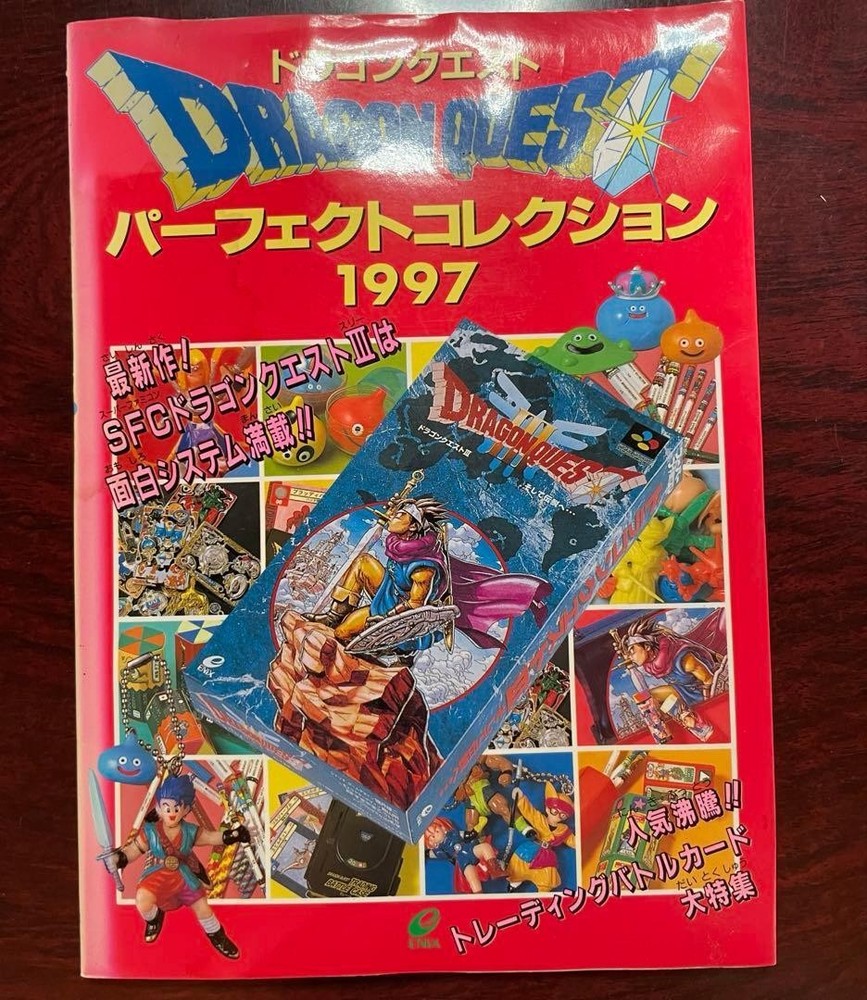 ドラゴンクエスト
DRAGON QUEST
パーフェクトコレクション
1997
最新作!
SFCドラゴンクエストIIIは
面白システム満載!!
DRAGON QUEST
III
ドラゴンクエストIII
そして伝説へ…
ENIX
人気沸騰!!
トレーディングバトルカード
大特集
ENIX